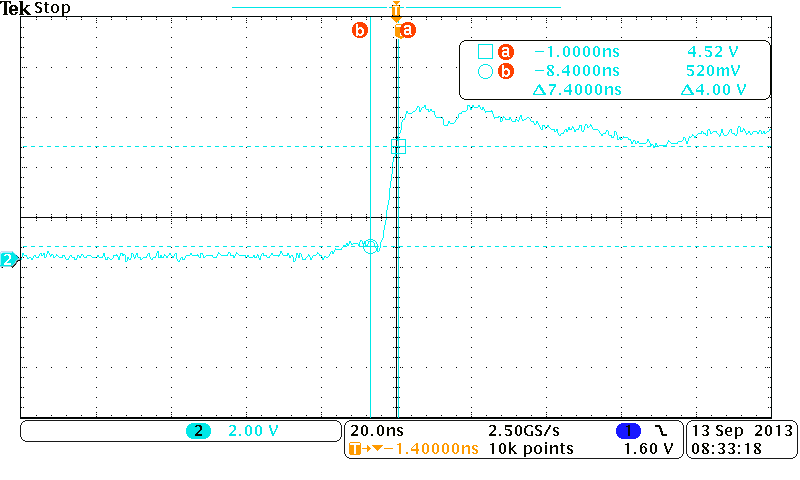 Tek Stop
T
b a
a −1.0000ns 4.52 V
b −8.4000ns 520mV
Δ7.4000ns Δ4.00 V
2
2 2.00 V
20.0ns 2.50GS/s 1 1.60 V
T→▼−1.40000ns 10k points
13 Sep 2013
08:33:18